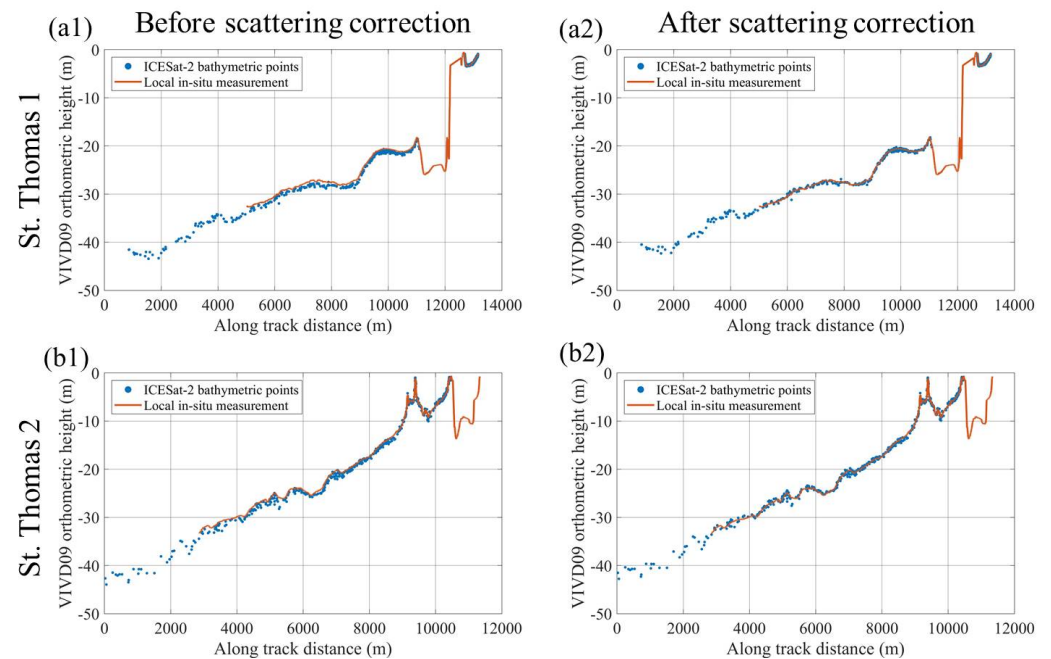 Before scattering correction
After scattering correction
St. Thomas 1
(a1)
VIVD09 orthometric height (m)
ICESat-2 bathymetric points
Local in-situ measurement
0
-10
-20
-30
-40
-50
0 2000 4000 6000 8000 10000 12000 14000
Along track distance (m)
(a2)
VIVD09 orthometric height (m)
ICESat-2 bathymetric points
Local in-situ measurement
0
-10
-20
-30
-40
-50
0 2000 4000 6000 8000 10000 12000 14000
Along track distance (m)
St. Thomas 2
(b1)
VIVD09 orthometric height (m)
ICESat-2 bathymetric points
Local in-situ measurement
0
-10
-20
-30
-40
-50
0 2000 4000 6000 8000 10000 12000
Along track distance (m)
(b2)
VIVD09 orthometric height (m)
ICESat-2 bathymetric points
Local in-situ measurement
0
-10
-20
-30
-40
-50
0 2000 4000 6000 8000 10000 12000
Along track distance (m)